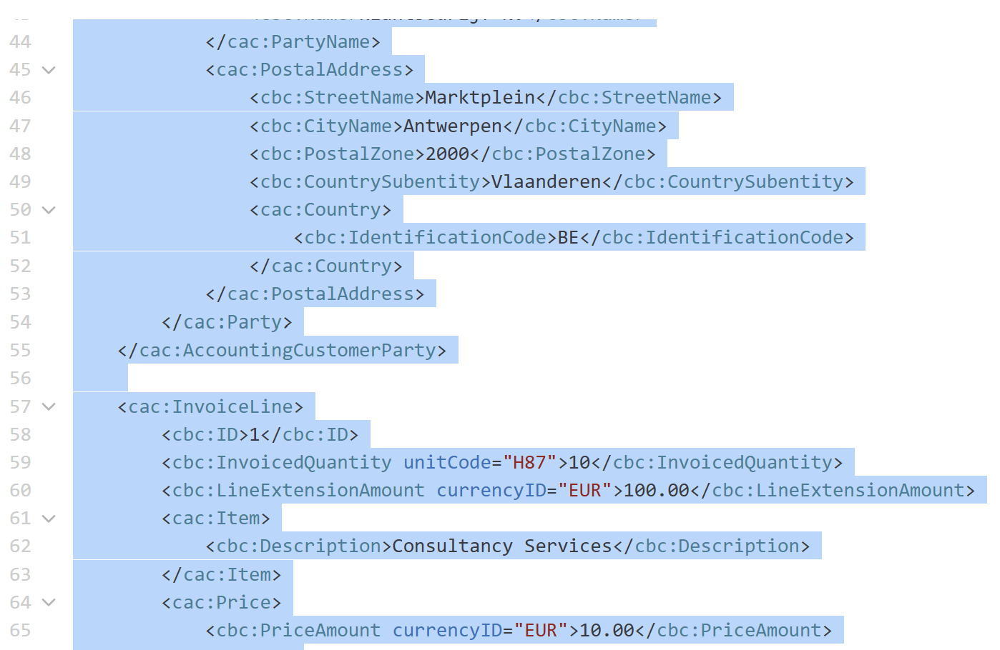 44 </cac:PartyName>
45 <cac:PostalAddress>
46 <cbc:StreetName>Marktplein</cbc:StreetName>
47 <cbc:CityName>Antwerpen</cbc:CityName>
48 <cbc:PostalZone>2000</cbc:PostalZone>
49 <cbc:CountrySubentity>Vlaanderen</cbc:CountrySubentity>
50 <cac:Country>
51 <cbc:IdentificationCode>BE</cbc:IdentificationCode>
52 </cac:Country>
53 </cac:PostalAddress>
54 </cac:Party>
55 </cac:AccountingCustomerParty>
56
57 <cac:InvoiceLine>
58 <cbc:ID>1</cbc:ID>
59 <cbc:InvoicedQuantity unitCode="H87">10</cbc:InvoicedQuantity>
60 <cbc:LineExtensionAmount currencyID="EUR">100.00</cbc:LineExtensionAmount>
61 <cac:Item>
62 <cbc:Description>Consultancy Services</cbc:Description>
63 </cac:Item>
64 <cac:Price>
65 <cbc:PriceAmount currencyID="EUR">10.00</cbc:PriceAmount>